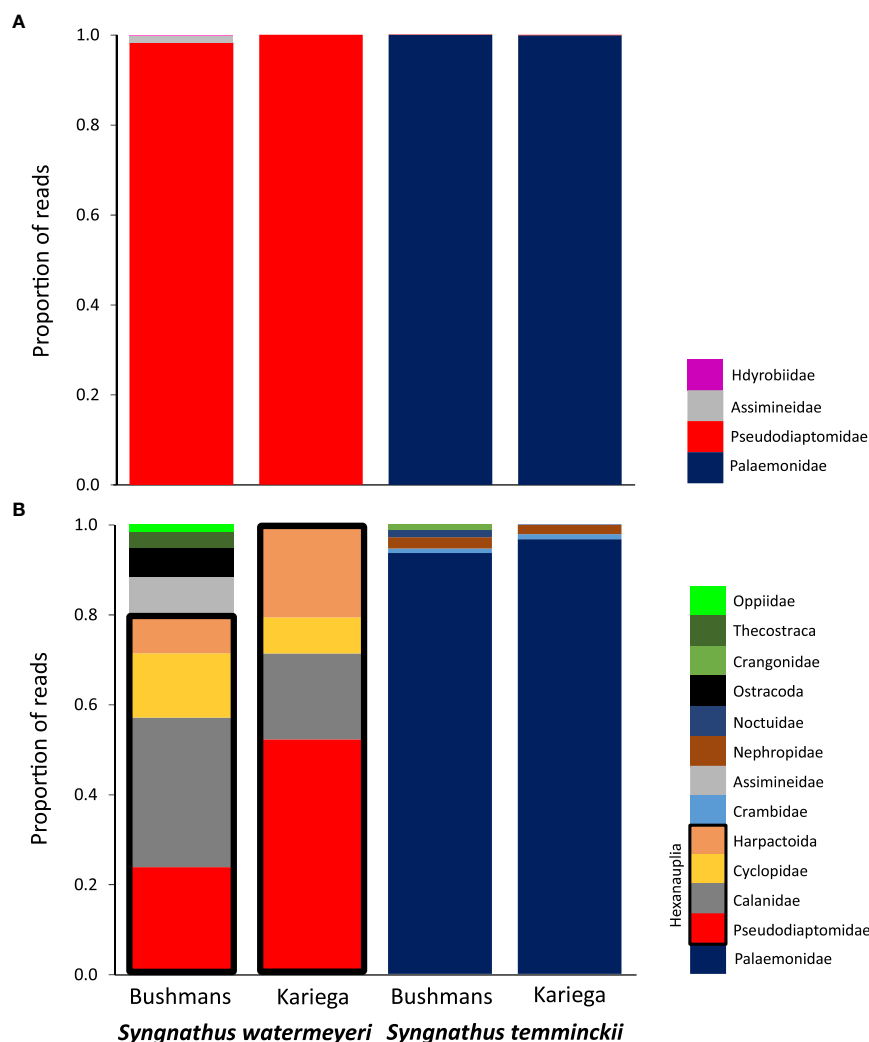 A
Proportion of reads
1.0
0.8
0.6
0.4
0.2
0.0
Hdyrobiidae
Assimineidae
Pseudodiaptomidae
Palaemonidae
B
Proportion of reads
1.0
0.8
0.6
0.4
0.2
0.0
Oppiidae
Thecostraca
Crangonidae
Ostracoda
Noctuidae
Nephropidae
Assimineidae
Crambidae
Hexanauplia
Harpactoida
Cyclopidae
Calanidae
Pseudodiaptomidae
Palaemonidae
Bushmans Kariega Bushmans Kariega
Syngnathus watermeyeri Syngnathus temminckii